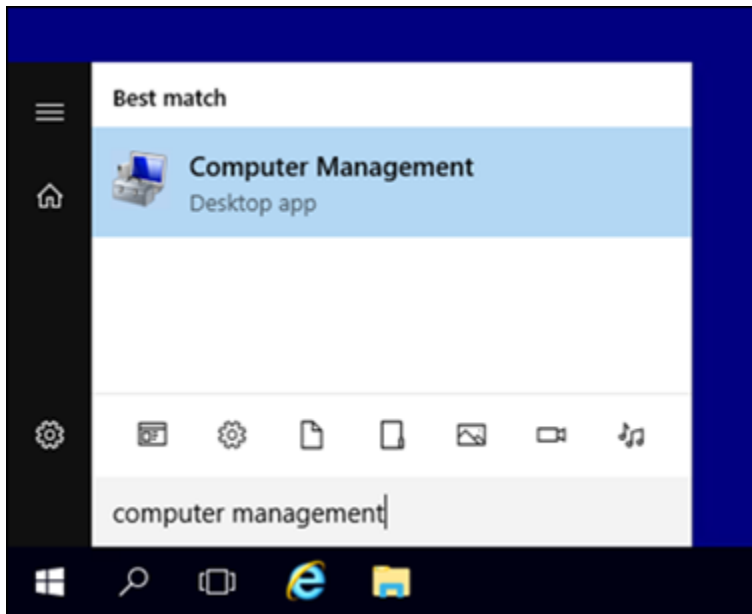 Best match
Computer Management
Desktop app
computer management